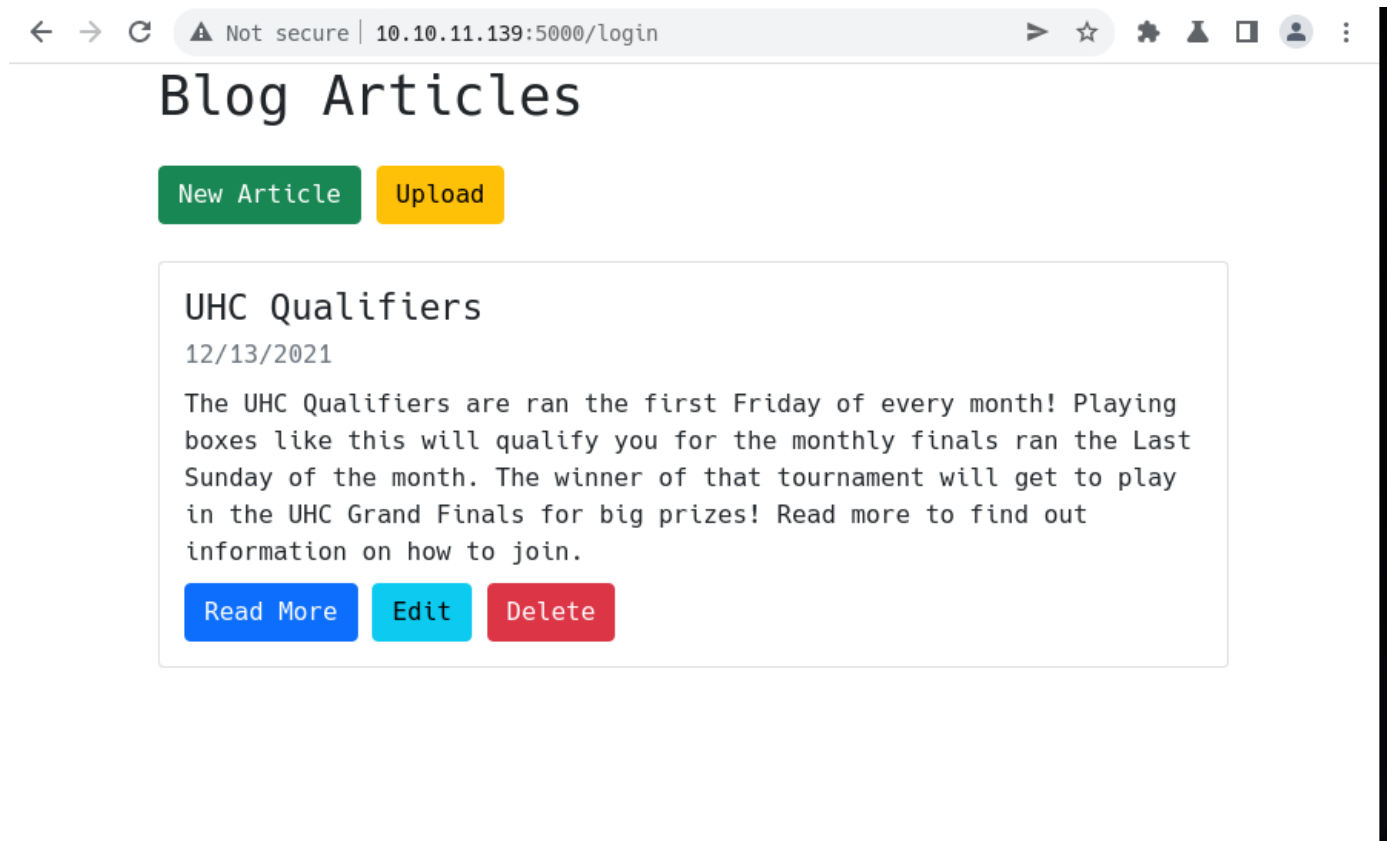 Not secure 10.10.11.139:5000/login
Blog Articles
New Article Upload
UHC Qualifiers
12/13/2021
The UHC Qualifiers are ran the first Friday of every month! Playing
boxes like this will qualify you for the monthly finals ran the Last
Sunday of the month. The winner of that tournament will get to play
in the UHC Grand Finals for big prizes! Read more to find out
information on how to join.
Read More Edit Delete